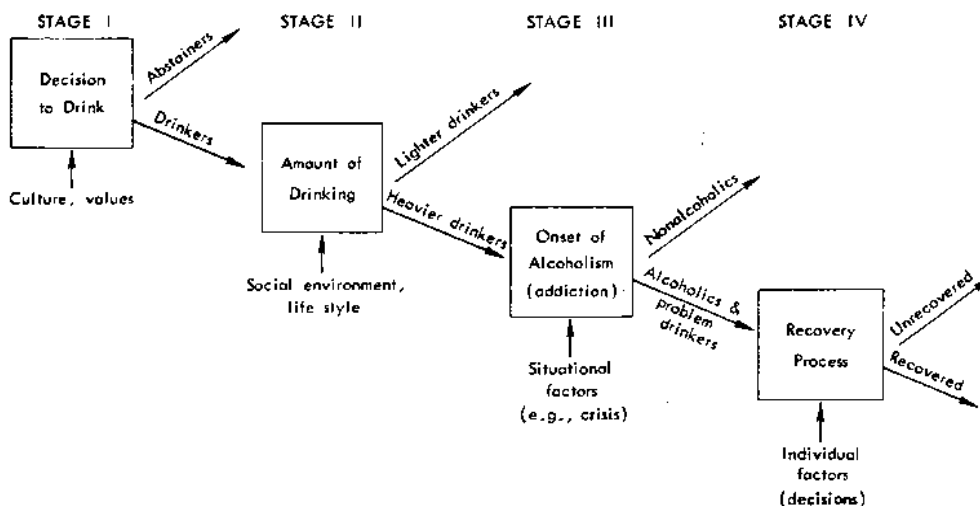 STAGE I
STAGE II
STAGE III
STAGE IV
Decision
to Drink
Abstainers
Drinkers
Culture, values
Amount of
Drinking
Lighter drinkers
Heavier drinkers
Social environment,
life style
Onset of
Alcoholism
(addiction)
Nonalcoholics
Alcoholics &
problem
drinkers
Situational
factors
(e.g., crisis)
Recovery
Process
Unrecovered
Recovered
Individual
factors
(decisions)